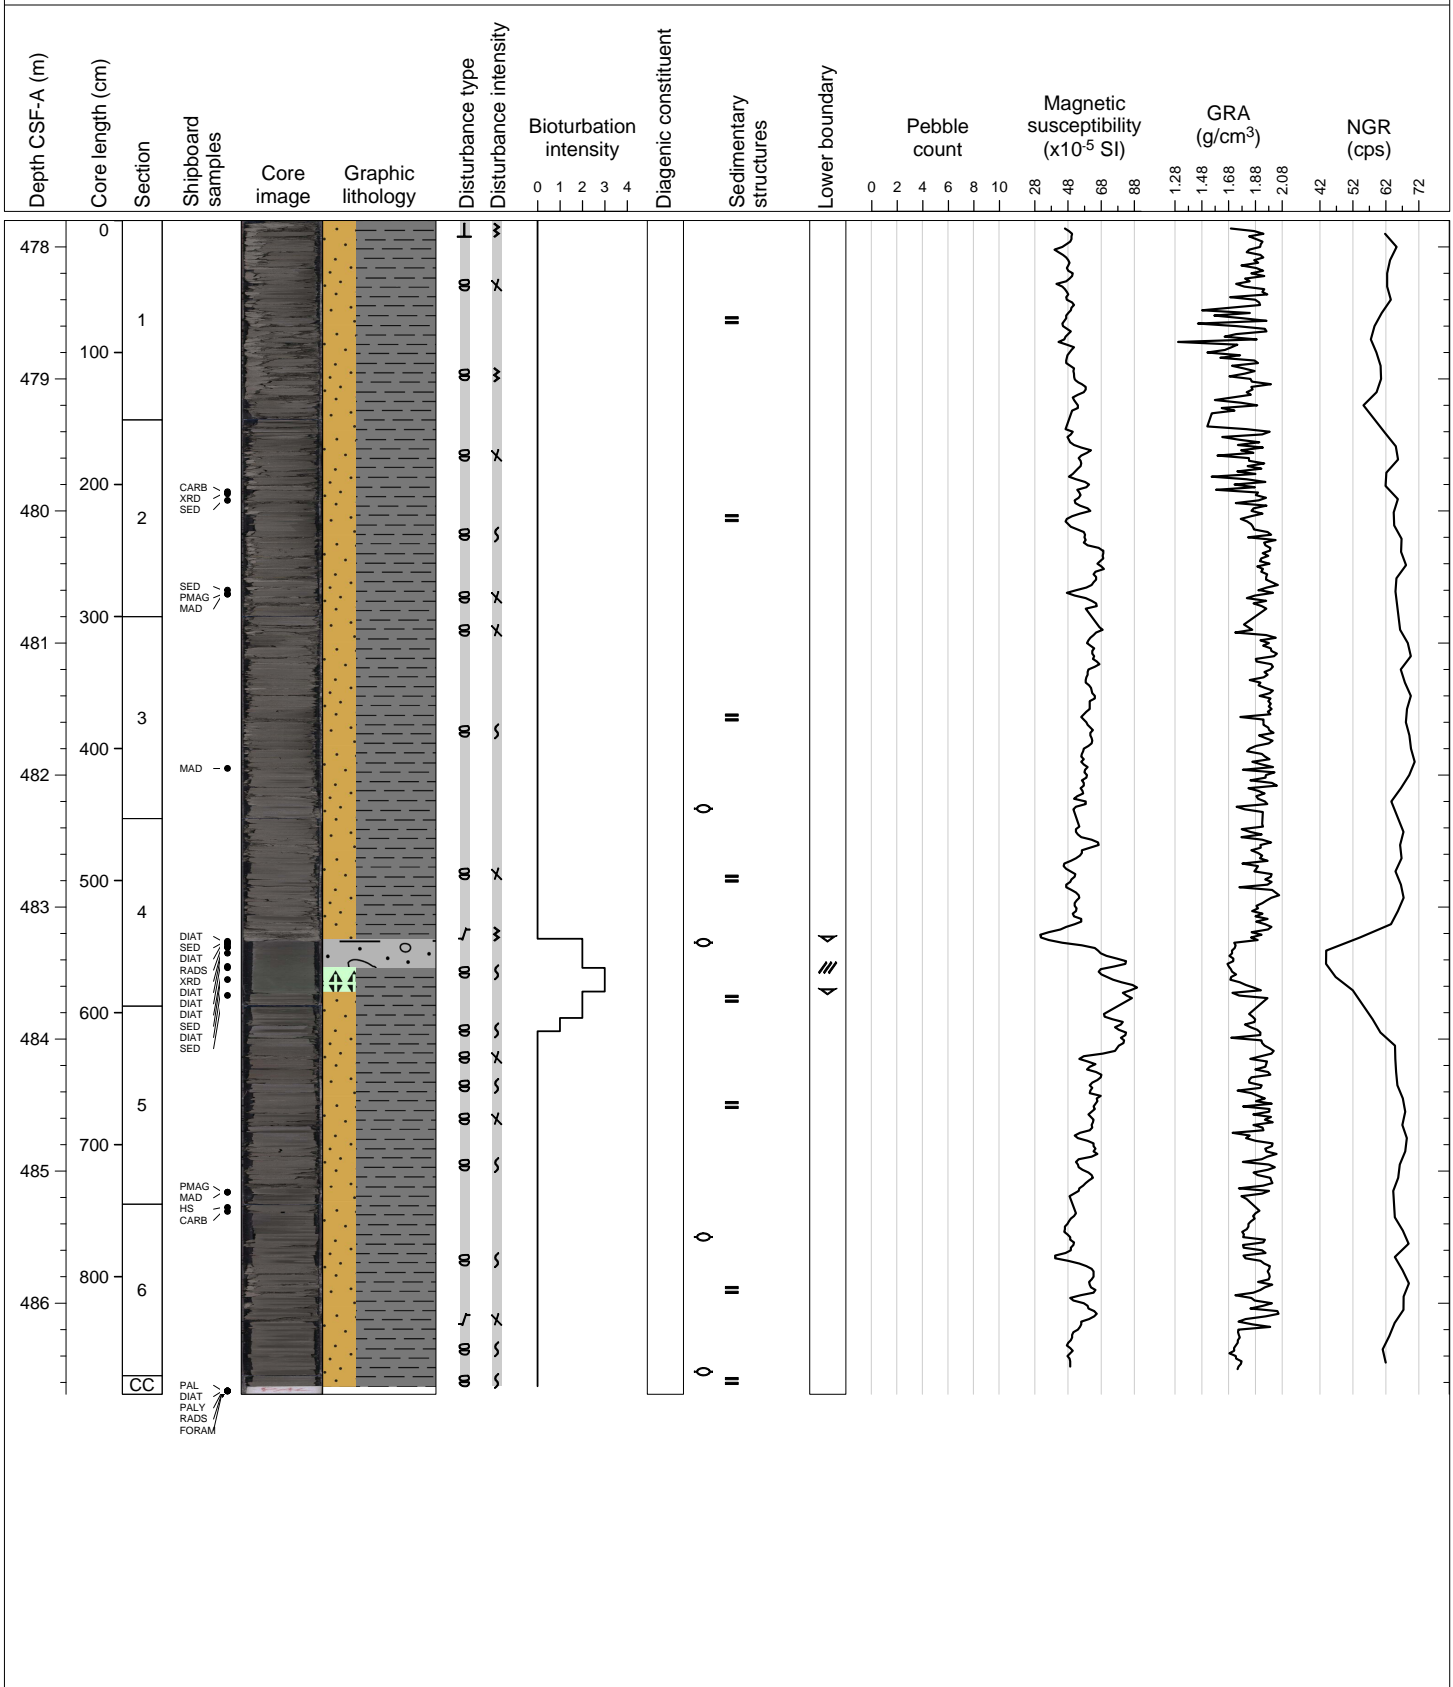 Depth CSF-A (m)
Core length (cm)
Section
Shipboard
samples
Core
image
Graphic
lithology
Disturbance type
Disturbance intensity
Bioturbation
intensity
0 1 2 3 4
Diagenic constituent
Sedimentary
structures
Lower boundary
Pebble
count
0 2 4 6 8 10
Magnetic
susceptibility
(x10-5 SI)
28 48 68 88
GRA
(g/cm3)
1.28 1.48 1.68 1.88 2.08
NGR
(cps)
42 52 62 72
0
478
1
100
479
CARB
200
XRD
SED
480
2
SED
PMAG
MAD
300
481
3
400
MAD
482
500
483
4
DIAT
SED
DIAT
RADS
XRD
DIAT
DIAT
600
DIAT
SED
DIAT
484
SED
5
700
485
PMAG
MAD
HS
CARB
800
6
486
CC
PAL
DIAT
PALY
RADS
FORAM